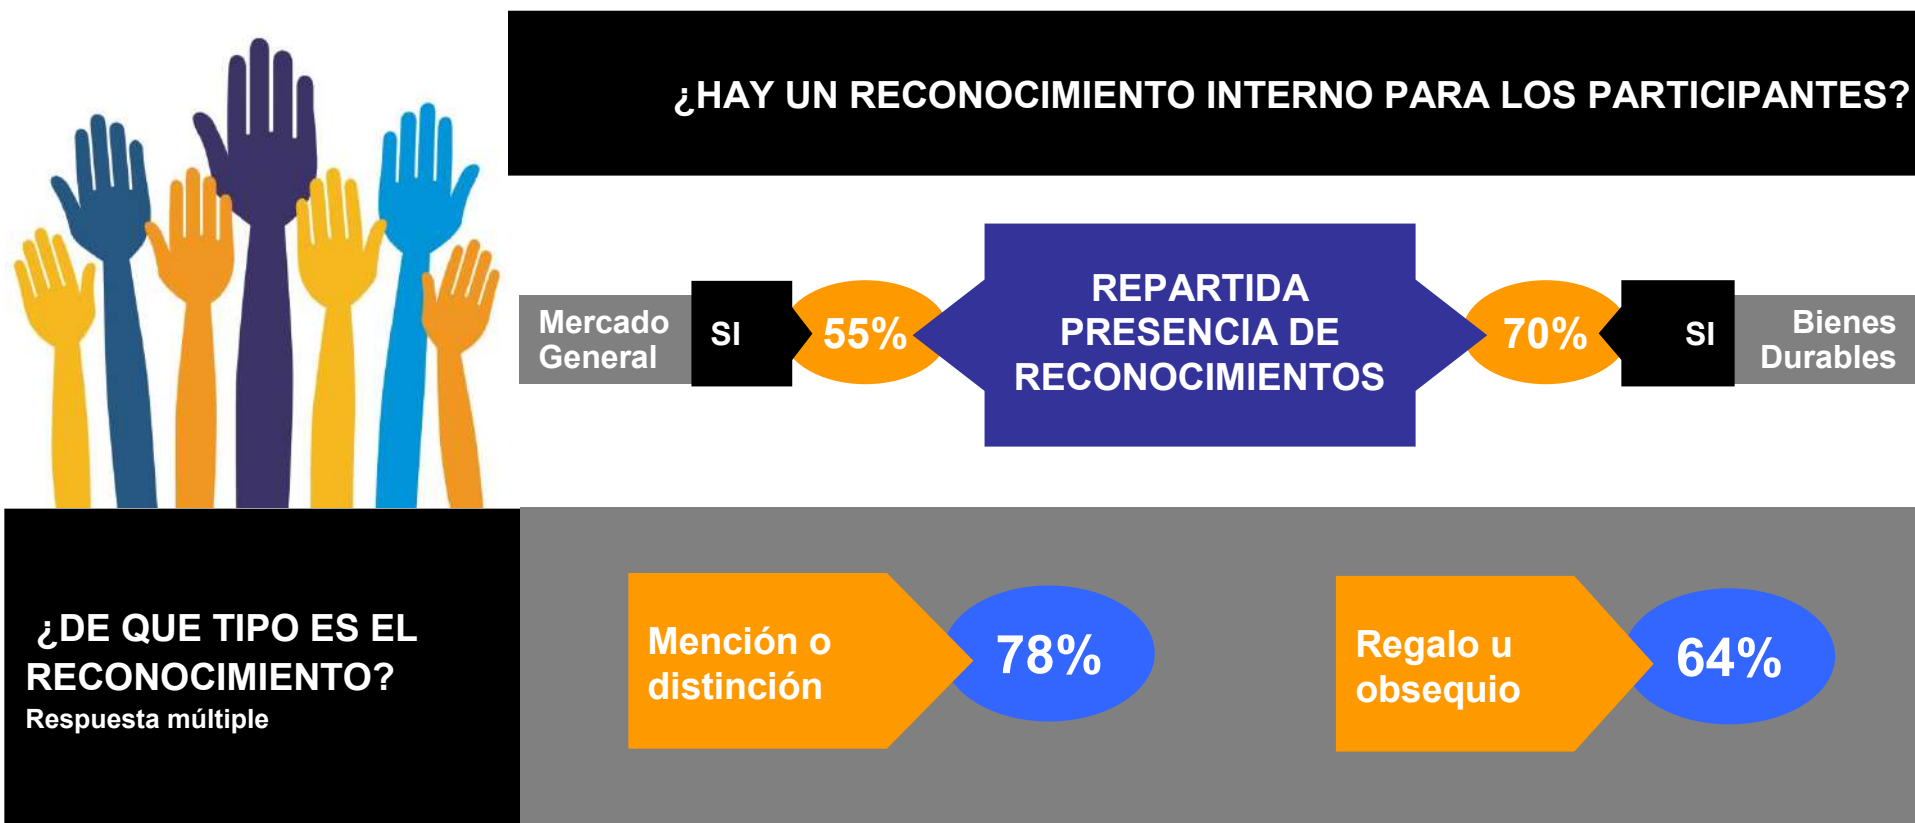 ¿HAY UN RECONOCIMIENTO INTERNO PARA LOS PARTICIPANTES?
Mercado
General
SI
55%
REPARTIDA
PRESENCIA DE
RECONOCIMIENTOS
70%
SI
Bienes
Durables
¿DE QUE TIPO ES EL
RECONOCIMIENTO?
Respuesta múltiple
Mención o
distinción
78%
Regalo u
obsequio
64%